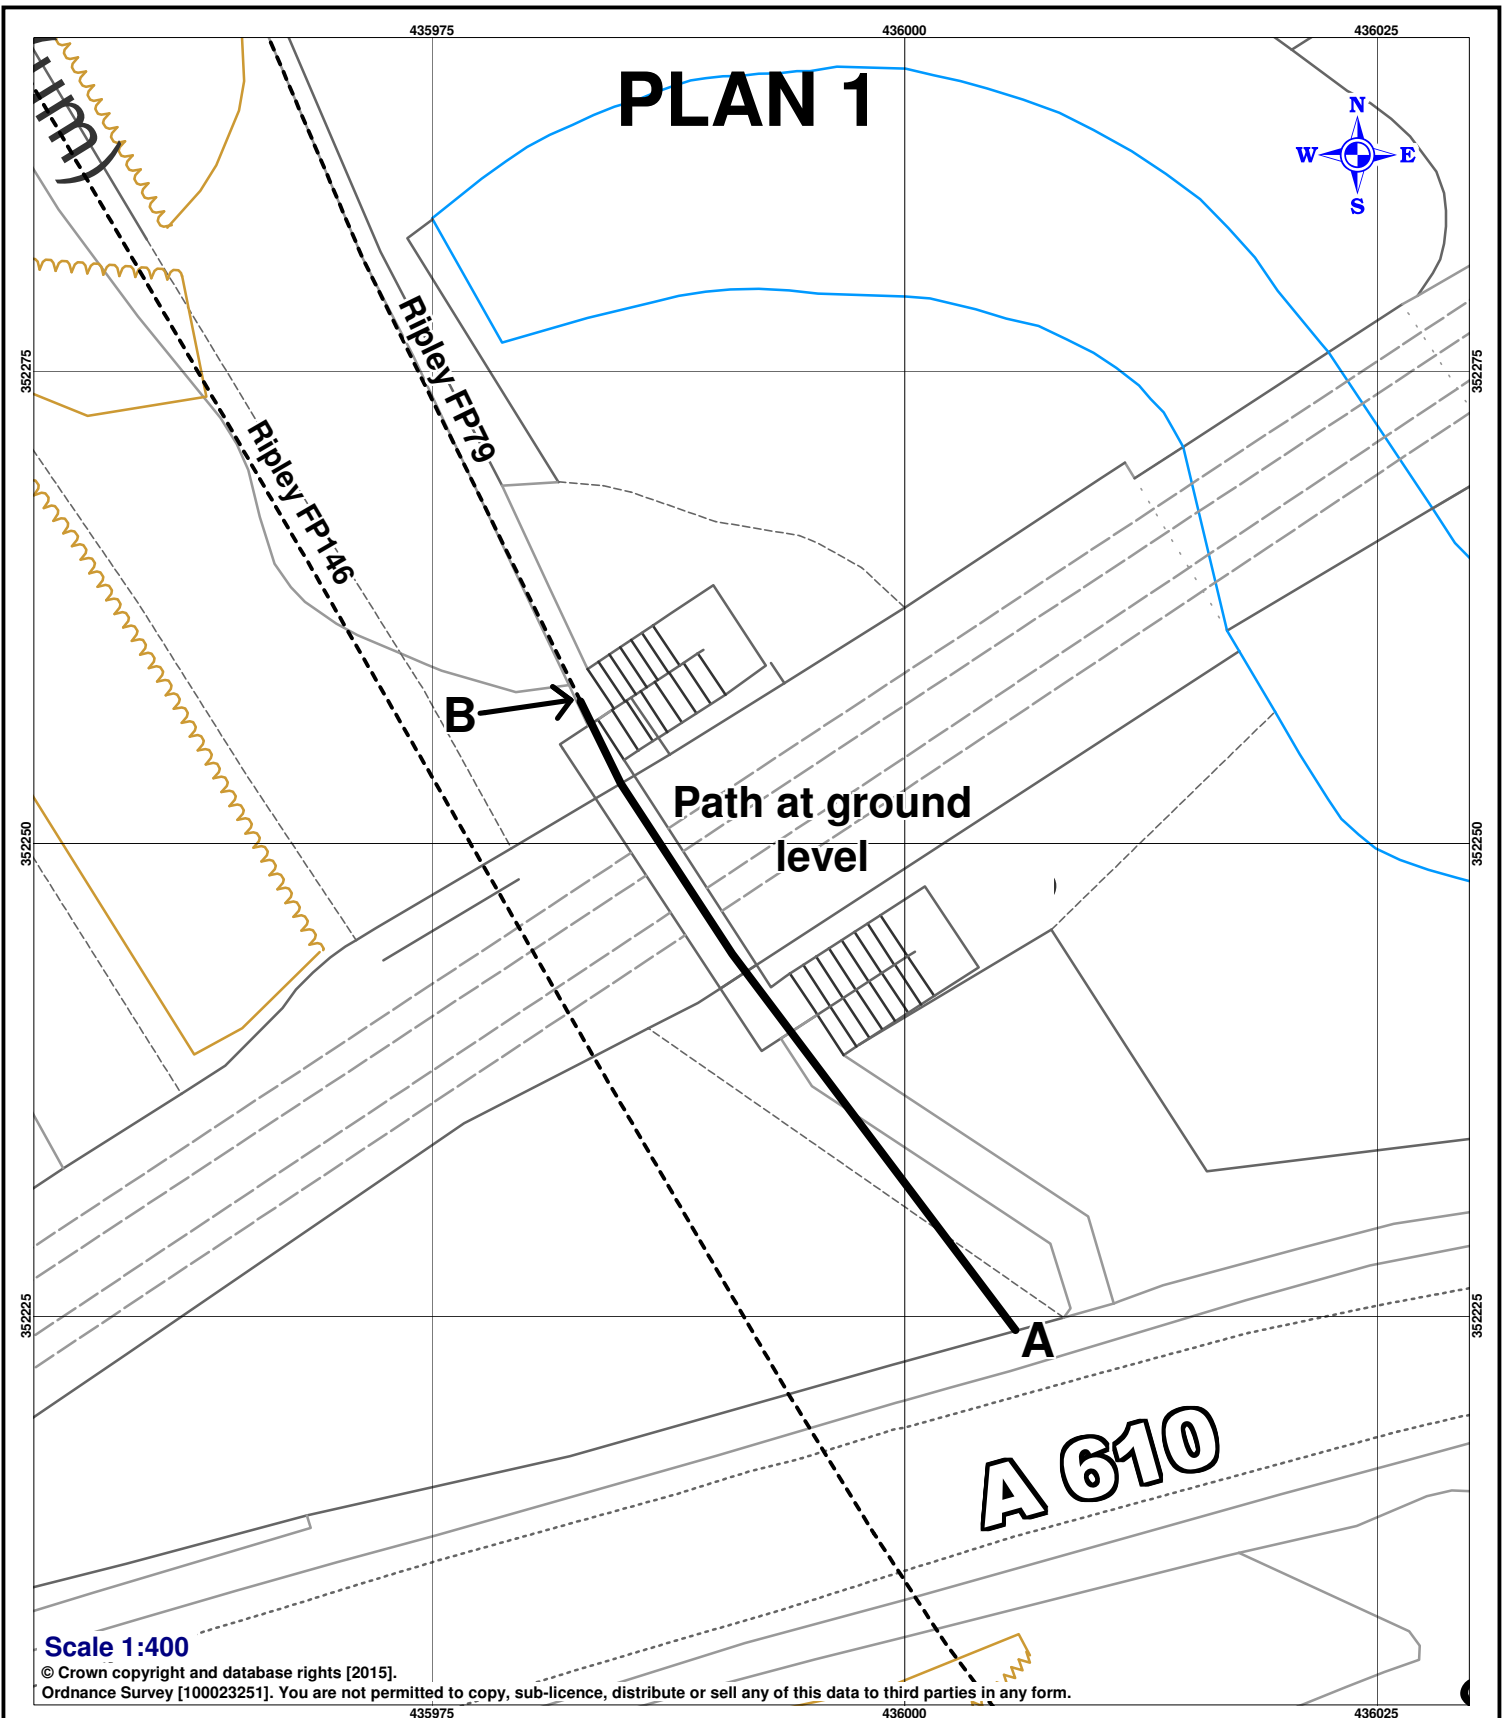 435975
436000
436025
PLAN 1
N
W
E
S
352275
352275
Ripley FP79
Ripley FP146
B
Path at ground
level
352250
352250
352225
352225
A
A 610
Scale 1:400
© Crown copyright and database rights [2015].
Ordnance Survey [100023251]. You are not permitted to copy, sub-licence, distribute or sell any of this data to third parties in any form.
435975
436000
436025